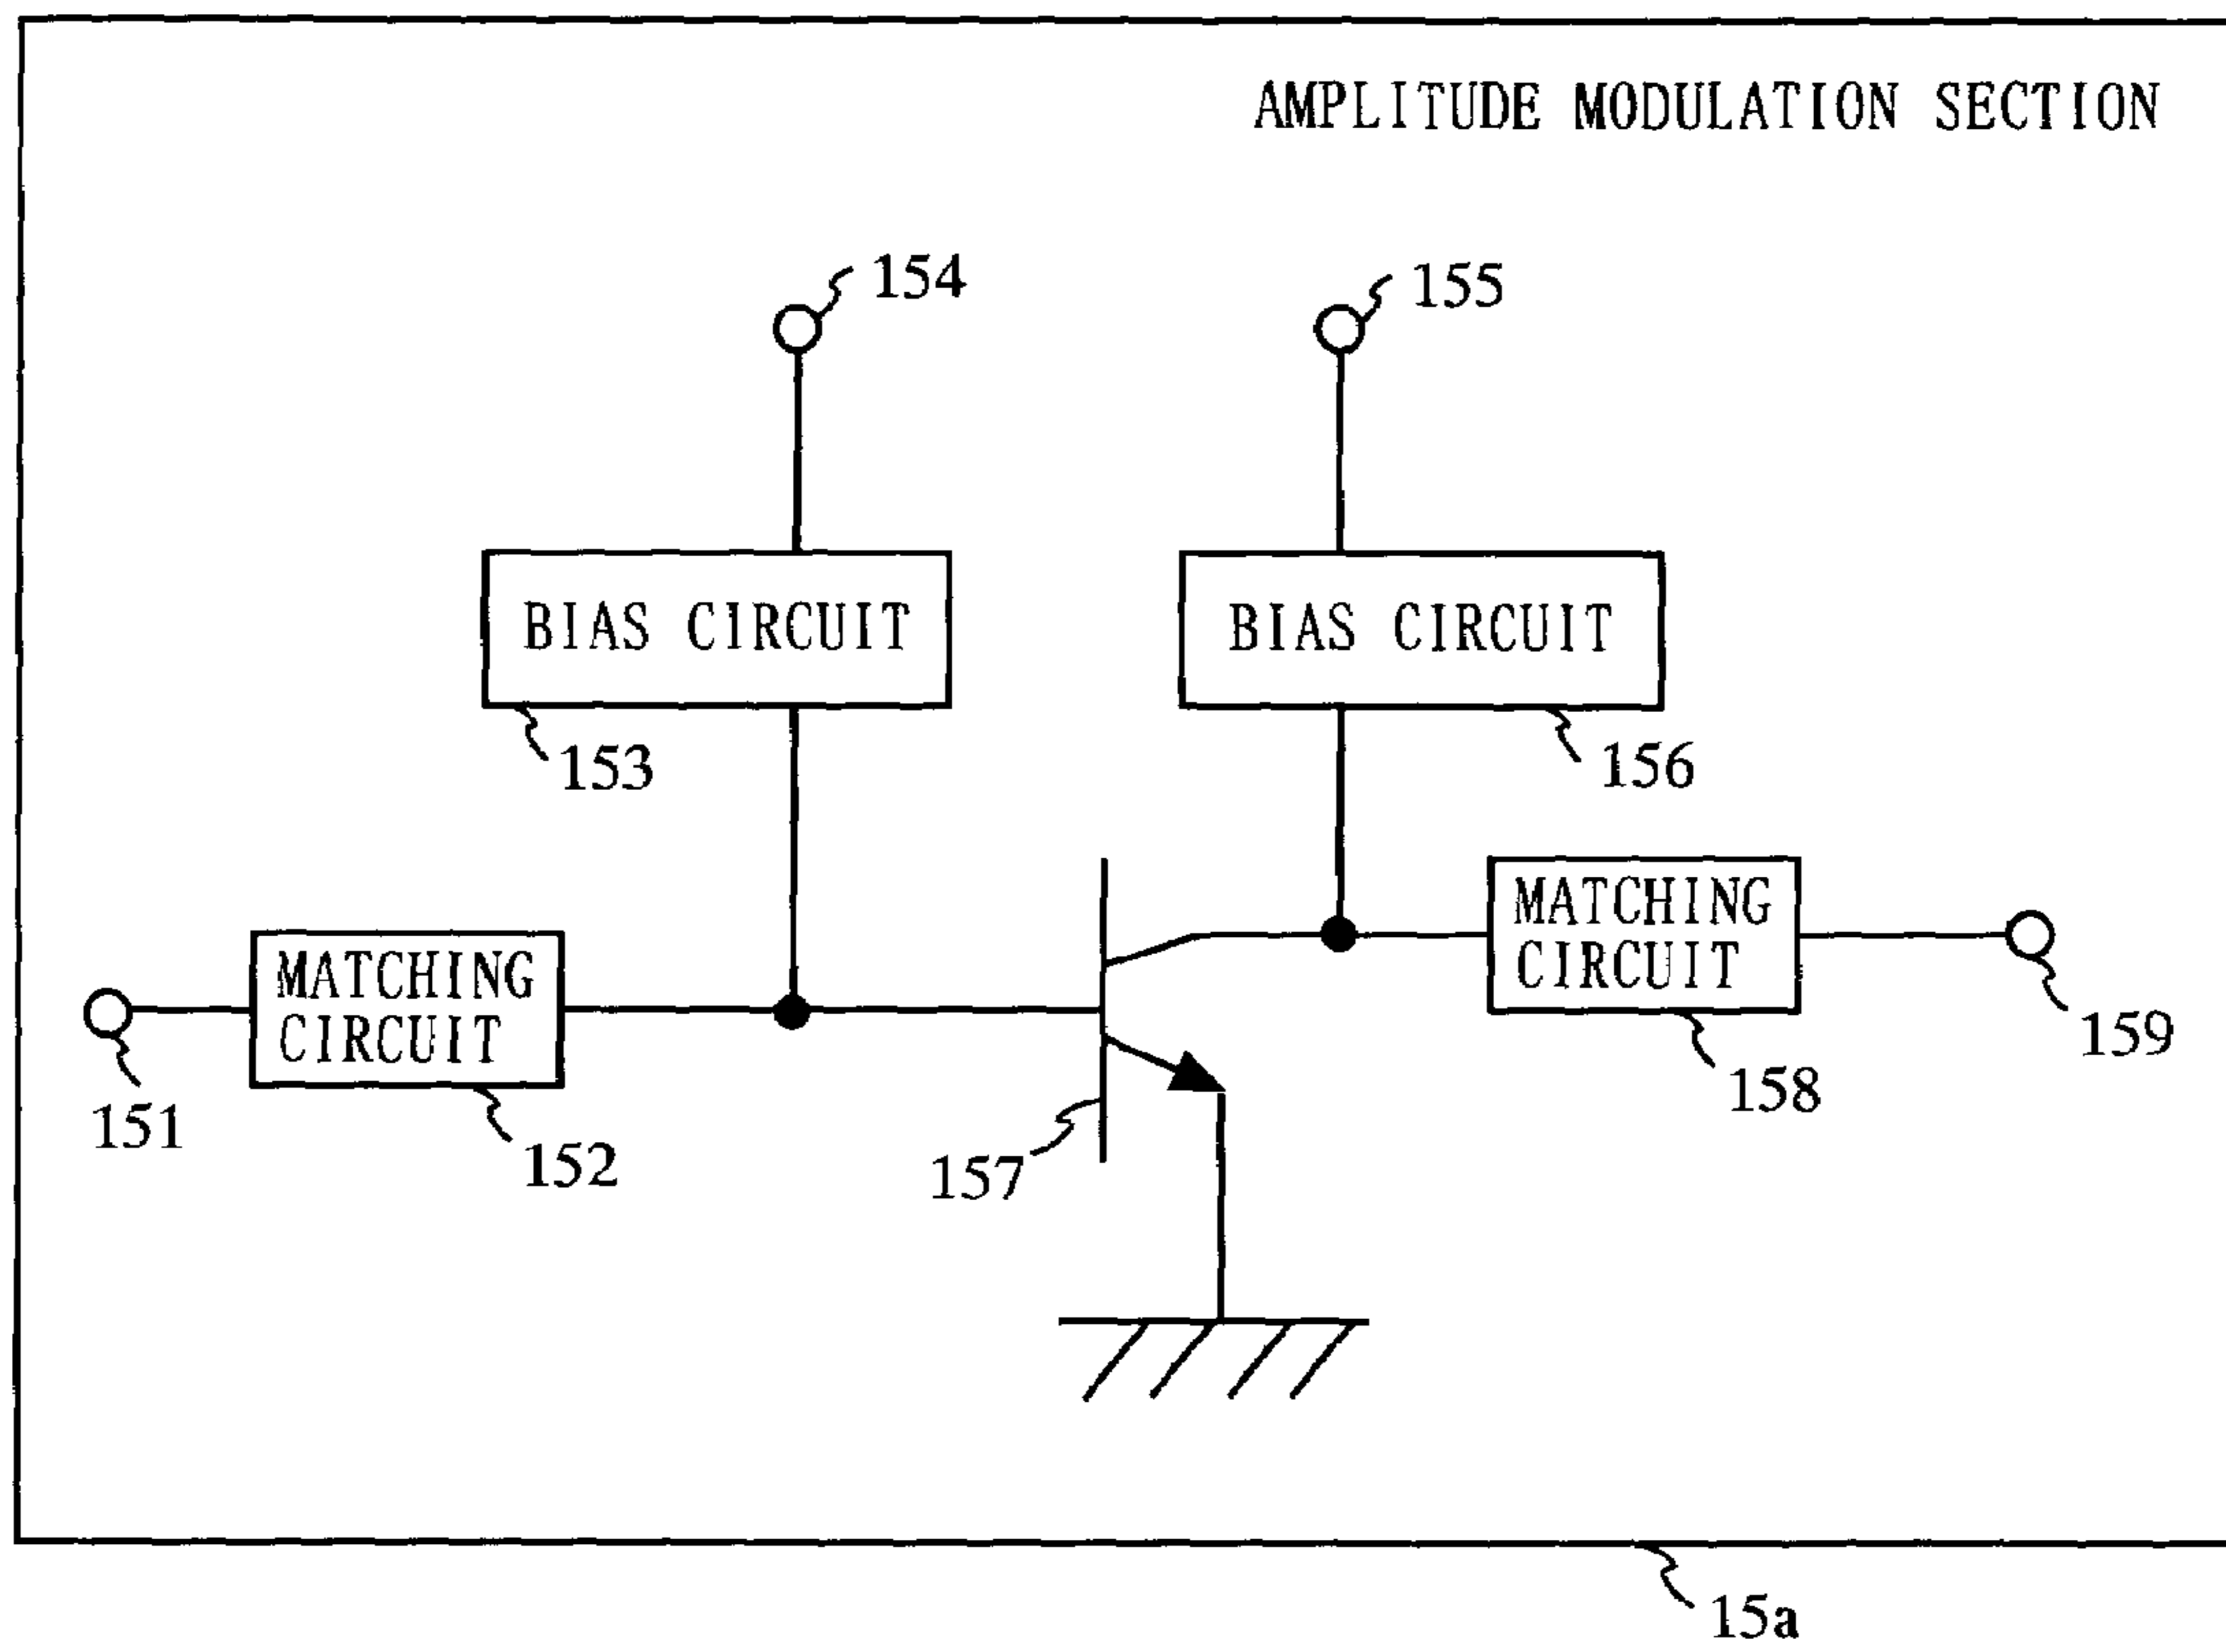 AMPLITUDE MODULATION SECTION
154
155
BIAS CIRCUIT
BIAS CIRCUIT
153
156
MATCHING
CIRCUIT
MATCHING
CIRCUIT
151
152
157
158
159
15a